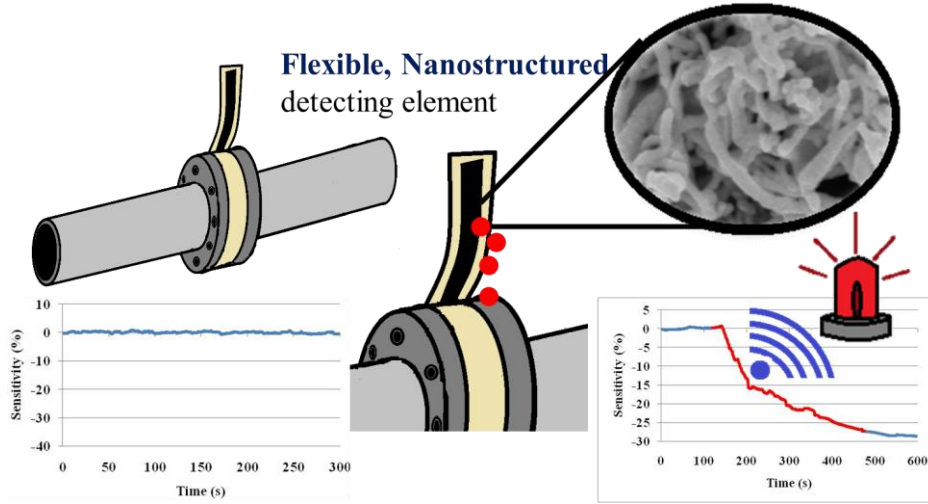 Flexible, Nanostructured
detecting element
10
0
-10
-20
-30
-40
Sensitivity (%)
0 50 100 150 200 250 300
Time (s)
5
0
-5
-10
-15
-20
-25
-30
Sensitivity (%)
0 100 200 300 400 500 600
Time (s)